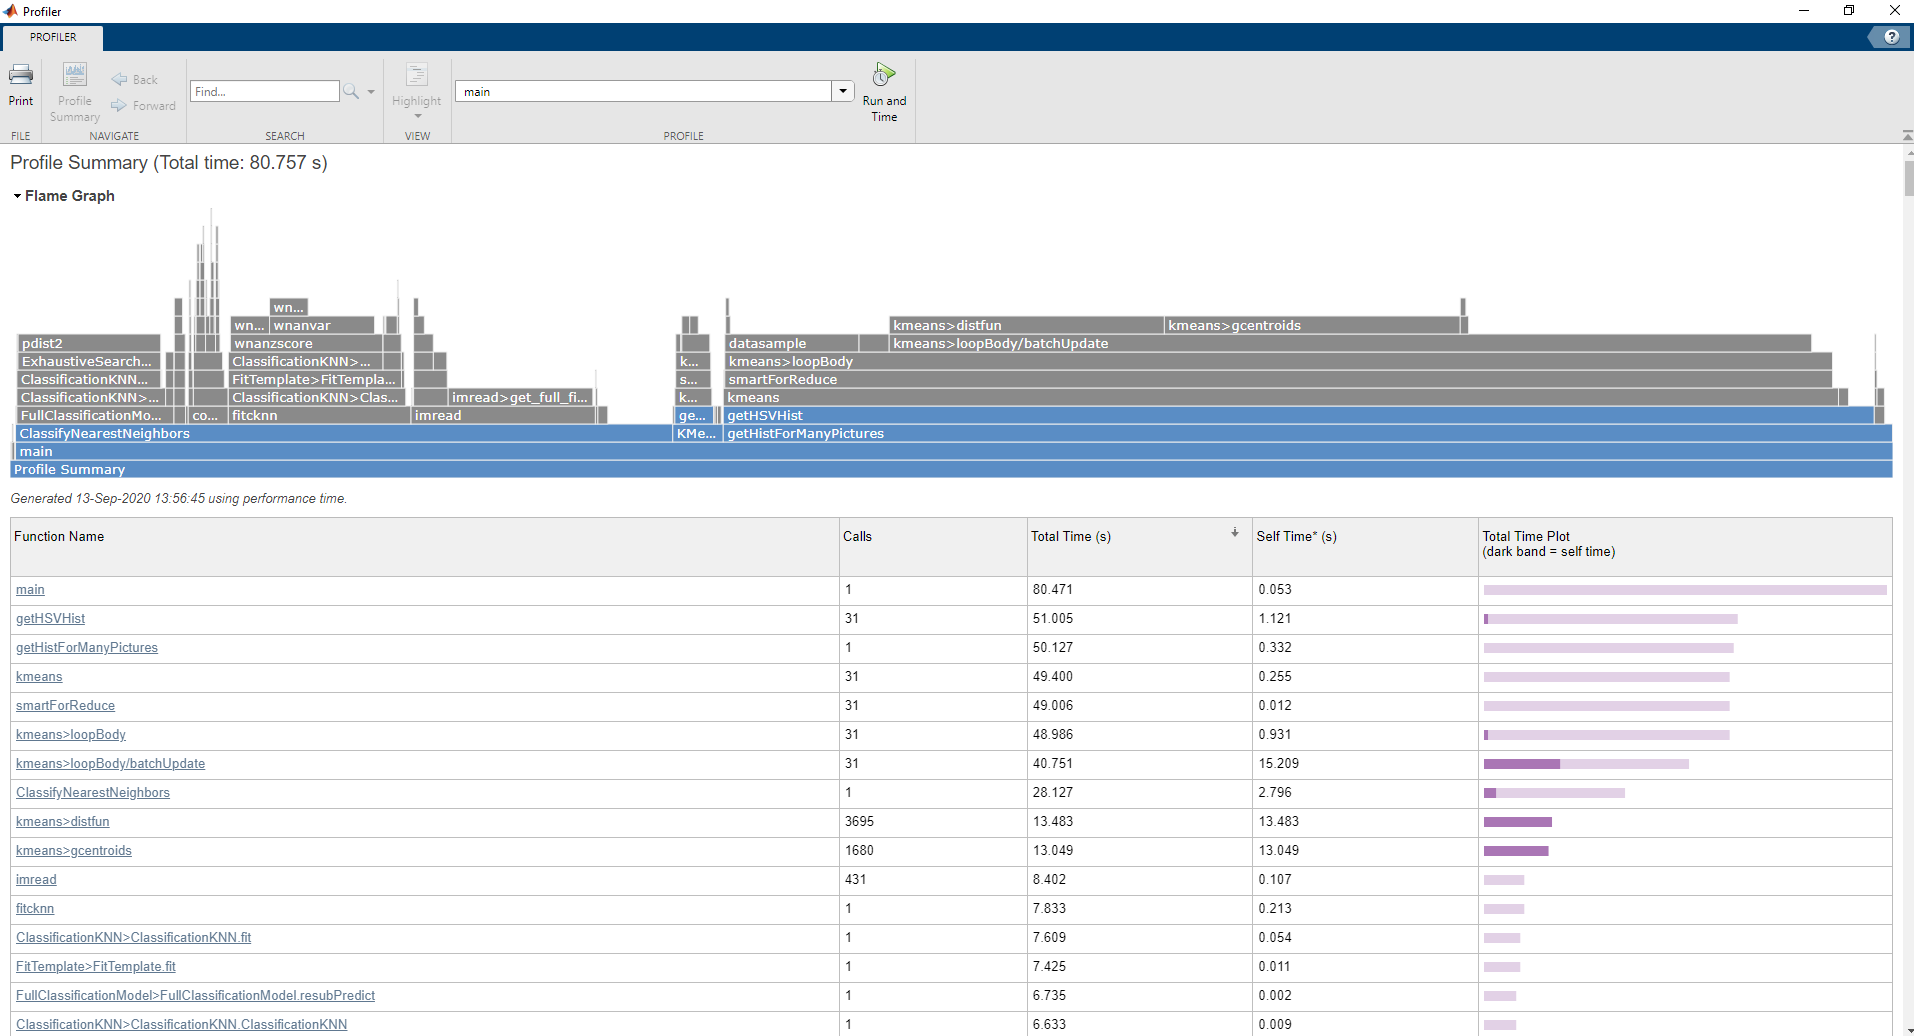 Profiler
PROFILER
Print
Profile Summary
Back
Forward
Find...
Highlight
main
Run and Time
FILE
NAVIGATE
SEARCH
VIEW
PROFILE
Profile Summary (Total time: 80.757 s)
Flame Graph
wn...
wn... wnanvar kmeans>distfun kmeans>gcentroids
pdist2 wnanzscore datasample kmeans>loopBody/batchUpdate
ExhaustiveSearch... ClassificationKNN>... k... kmeans>loopBody
ClassificationKNN... FitTemplate>FitTempla... s... smartForReduce
ClassificationKNN>... ClassificationKNN>Clas... imread>get_full_fi... k... kmeans
FullClassificationMo... co... fitcknn imread ge... getHSVHist
ClassifyNearestNeighbors KMe... getHistForManyPictures
main
Profile Summary
Generated 13-Sep-2020 13:56:45 using performance time.
Function Name Calls Total Time (s) Self Time* (s) Total Time Plot
(dark band = self time)
main 1 80.471 0.053
getHSVHist 31 51.005 1.121
getHistForManyPictures 1 50.127 0.332
kmeans 31 49.400 0.255
smartForReduce 31 49.006 0.012
kmeans>loopBody 31 48.986 0.931
kmeans>loopBody/batchUpdate 31 40.751 15.209
ClassifyNearestNeighbors 1 28.127 2.796
kmeans>distfun 3695 13.483 13.483
kmeans>gcentroids 1680 13.049 13.049
imread 431 8.402 0.107
fitcknn 1 7.833 0.213
ClassificationKNN>ClassificationKNN.fit 1 7.609 0.054
FitTemplate>FitTemplate.fit 1 7.425 0.011
FullClassificationModel>FullClassificationModel.resubPredict 1 6.735 0.002
ClassificationKNN>ClassificationKNN.ClassificationKNN 1 6.633 0.009